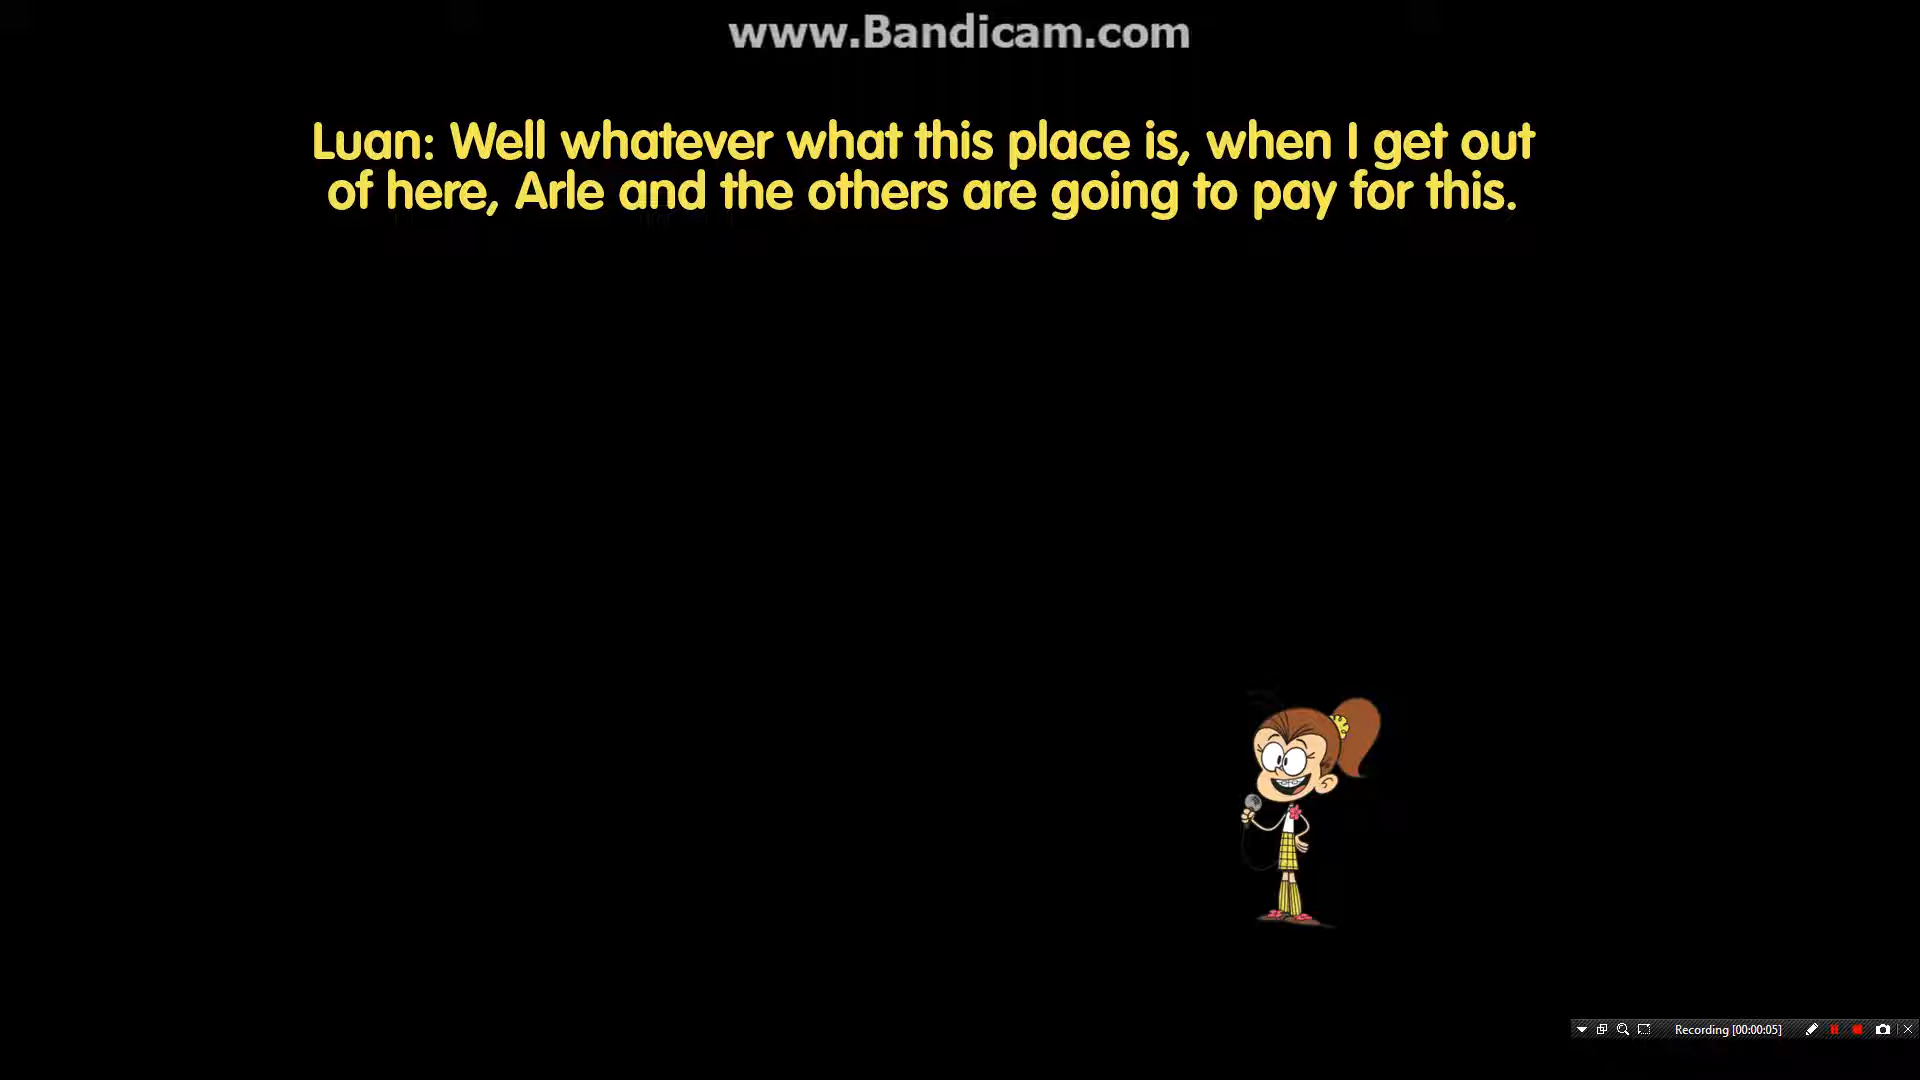 www.Bandicam.com
Luan: Well whatever what this place is, when I get out
of here, Arle and the others are going to pay for this.
Recording [00:00:05]